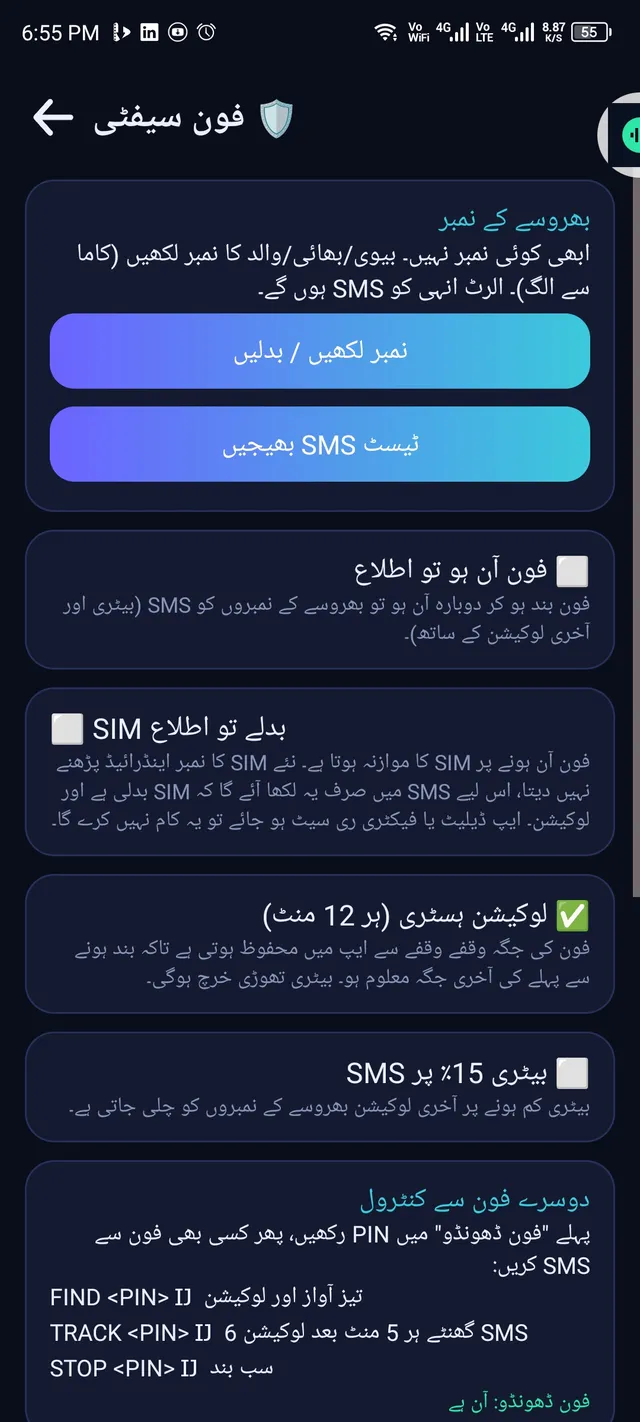 6:55 PM
Vo WiFi 4G Vo LTE 4G 8.87 K/S 55
فون سیفٹی
بھروسے کے نمبر
ابھی کوئی نمبر نہیں۔ بیوی/بھائی/والد کا نمبر لکھیں (کاما
سے الگ)۔ الرٹ انہی کو SMS ہوں گے۔
نمبر لکھیں / بدلیں
ٹیسٹ SMS بھیجیں
فون آن ہو تو اطلاع
فون بند ہو کر دوبارہ آن ہو تو بھروسے کے نمبروں کو SMS (بیٹری اور
آخری لوکیشن کے ساتھ)۔
SIM بدلے تو اطلاع
فون آن ہونے پر SIM کا موازنہ ہوتا ہے۔ نئے SIM کا نمبر اینڈرائیڈ پڑھنے
نہیں دیتا، اس لیے SMS میں صرف یہ لکھا آئے گا کہ SIM بدلی ہے اور
لوکیشن۔ ایپ ڈیلیٹ یا فیکٹری ری سیٹ ہو جائے تو یہ کام نہیں کرے گا۔
لوکیشن ہسٹری (ہر 12 منٹ)
فون کی جگہ وقفے وقفے سے ایپ میں محفوظ ہوتی ہے تاکہ بند ہونے
سے پہلے کی آخری جگہ معلوم ہو۔ بیٹری تھوڑی خرچ ہوگی۔
بیٹری 15٪ پر SMS
بیٹری کم ہونے پر آخری لوکیشن بھروسے کے نمبروں کو چلی جاتی ہے۔
دوسرے فون سے کنٹرول
پہلے "فون ڈھونڈو" میں PIN رکھیں، پھر کسی بھی فون سے
SMS کریں:
FIND <PIN> تیز آواز اور لوکیشن
TRACK <PIN> 6 گھنٹے ہر 5 منٹ بعد لوکیشن SMS
STOP <PIN> سب بند
فون ڈھونڈو: آن ہے